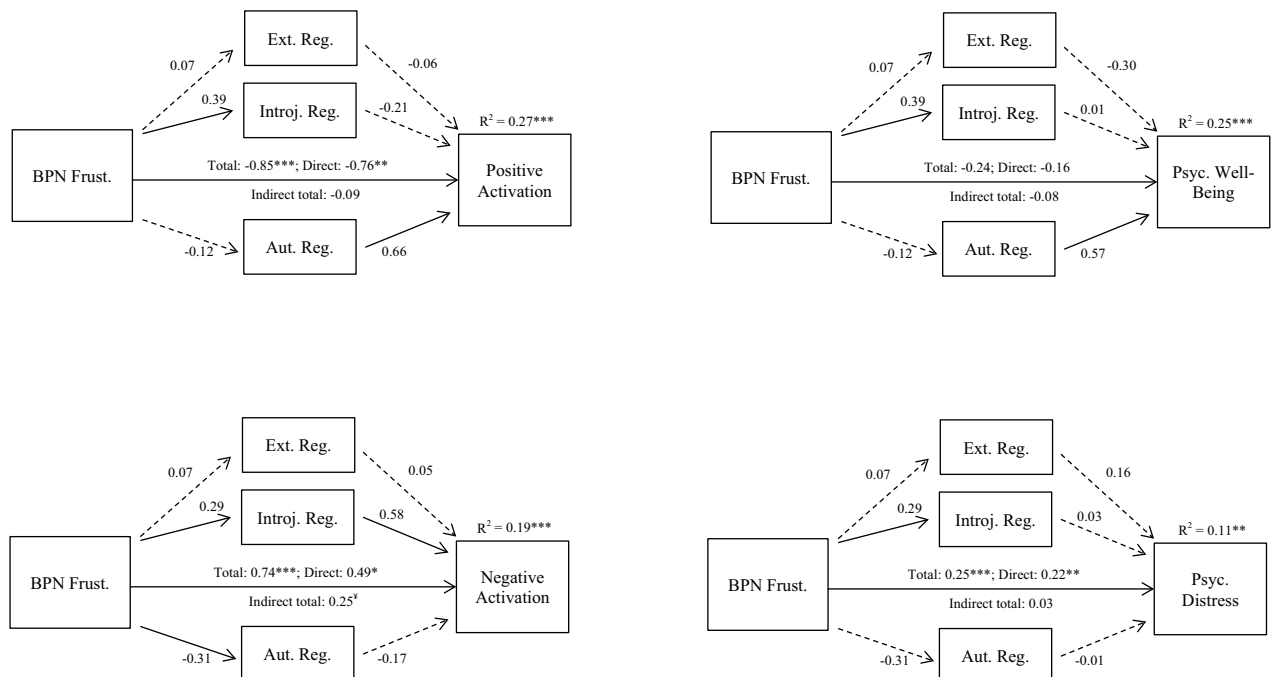 Ext. Reg.
0.07
-0.06
0.39
Introj. Reg.
-0.21
R² = 0.27***
BPN Frust.
Total: -0.85***; Direct: -0.76**
Indirect total: -0.09
Positive
Activation
-0.12
Aut. Reg.
0.66
Ext. Reg.
0.07
-0.30
0.39
Introj. Reg.
0.01
R² = 0.25***
BPN Frust.
Total: -0.24; Direct: -0.16
Indirect total: -0.08
Psyc. Well-
Being
-0.12
Aut. Reg.
0.57
Ext. Reg.
0.07
0.05
0.29
Introj. Reg.
0.58
R² = 0.19***
BPN Frust.
Total: 0.74***; Direct: 0.49*
Indirect total: 0.25¥
Negative
Activation
-0.31
Aut. Reg.
-0.17
Ext. Reg.
0.07
0.16
0.29
Introj. Reg.
0.03
R² = 0.11**
BPN Frust.
Total: 0.25***; Direct: 0.22**
Indirect total: 0.03
Psyc.
Distress
-0.31
Aut. Reg.
-0.01